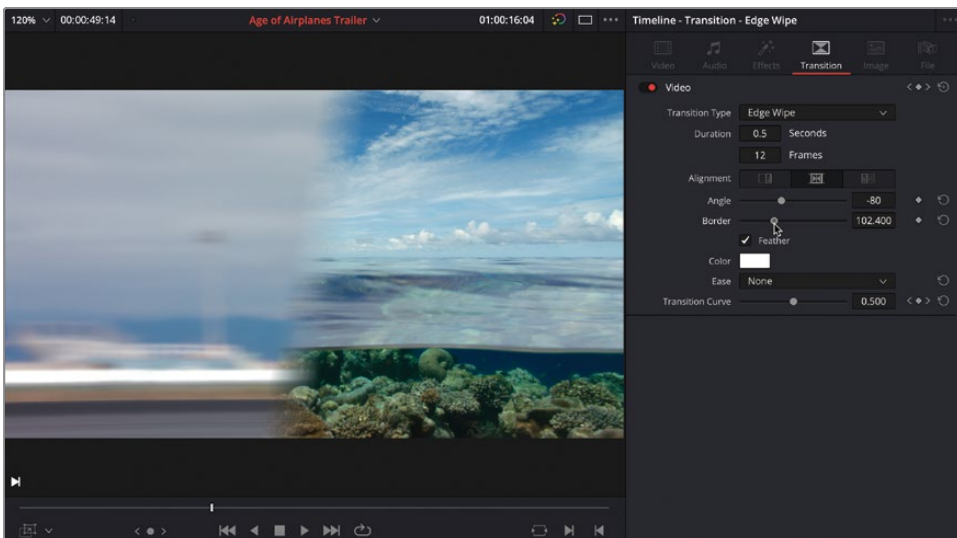 120% 00:00:49:14 Age of Airplanes Trailer 01:00:16:04
Timeline - Transition - Edge Wipe
Video Audio Effects Transition Image File
Video
Transition Type Edge Wipe
Duration 0.5 Seconds
12 Frames
Alignment
Angle -80
Border 102.400
Feather
Color
Ease None
Transition Curve 0.500